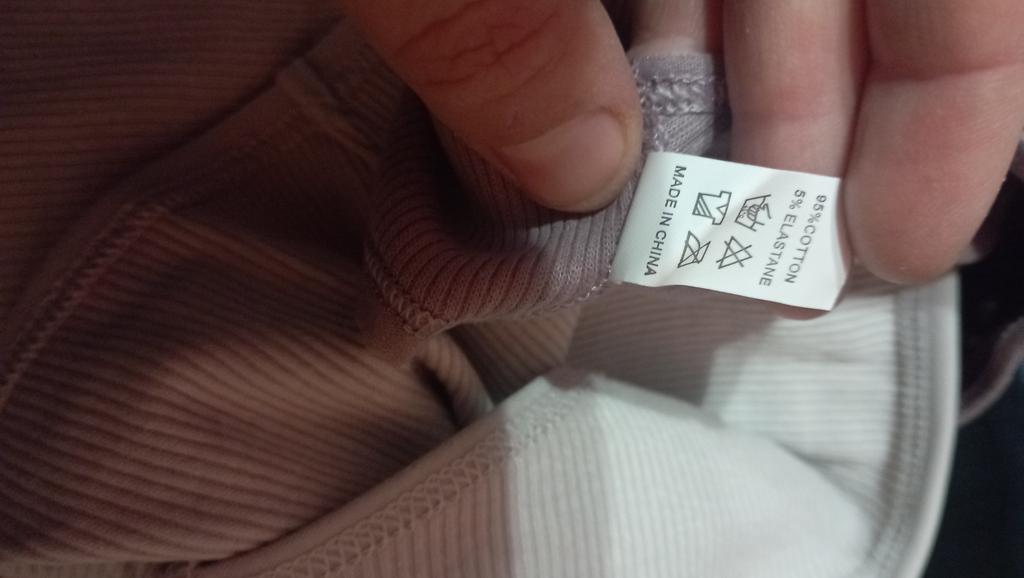 95%COTTON
5% ELASTANE
MADE IN CHINA